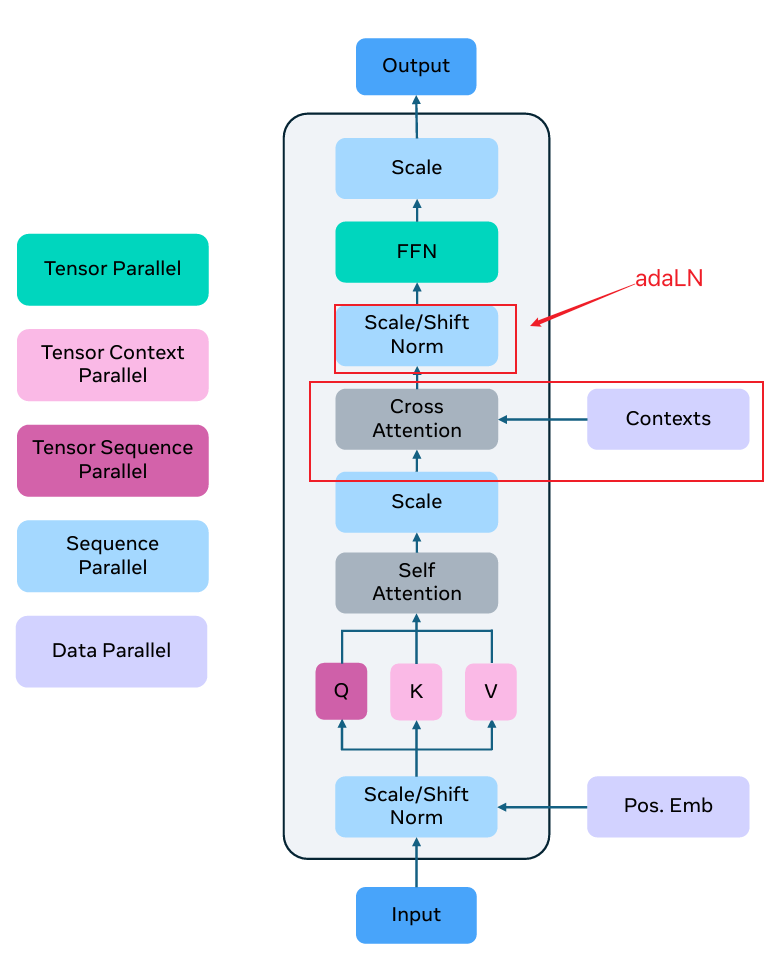 Output
Scale
FFN
Scale/Shift
Norm
adaLN
Cross
Attention
Contexts
Scale
Self
Attention
Q
K
V
Scale/Shift
Norm
Pos. Emb
Input
Tensor Parallel
Tensor Context
Parallel
Tensor Sequence
Parallel
Sequence
Parallel
Data Parallel